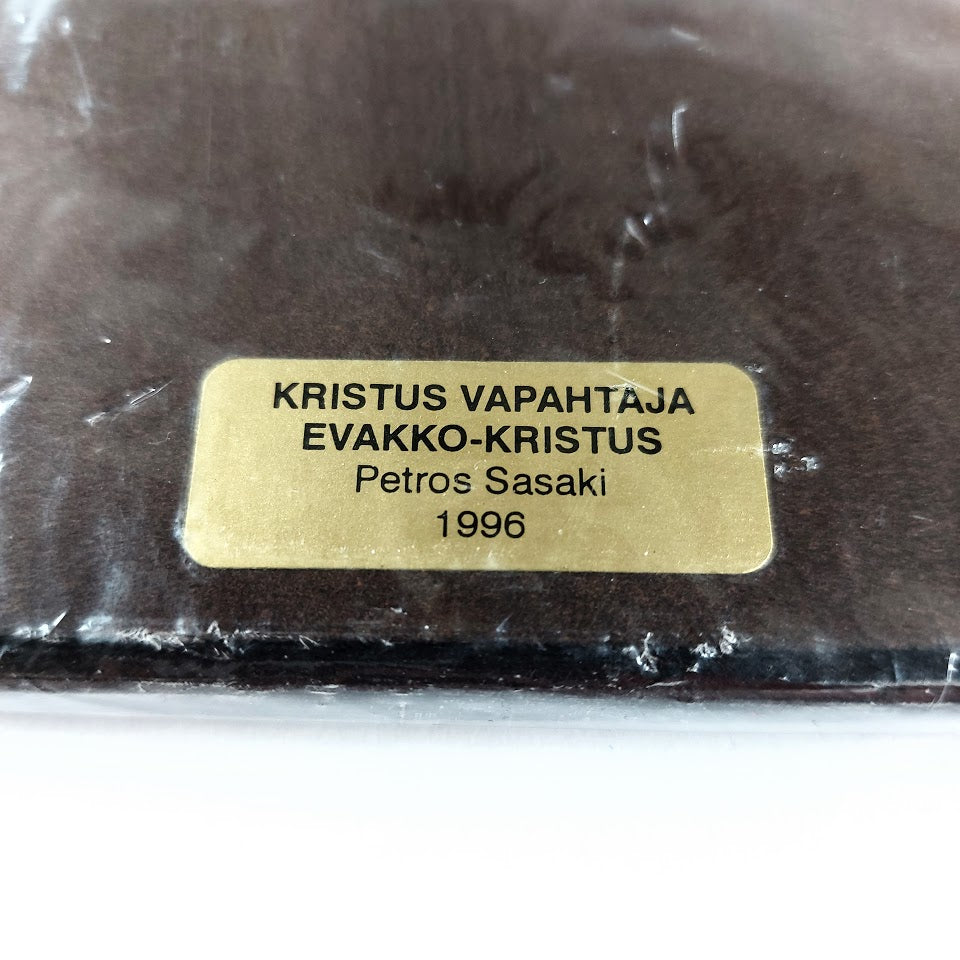 KRISTUS VAPAHTAJA
EVAKKO-KRISTUS
Petros Sasaki
1996